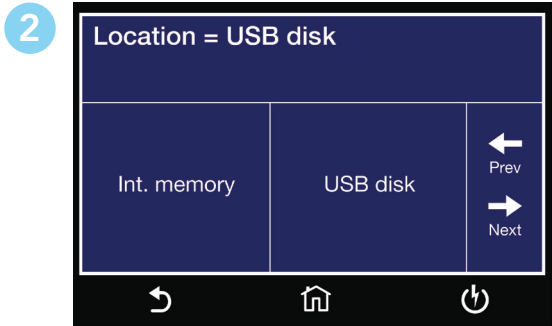 2
Location = USB disk
Int. memory
USB disk
Prev
Next